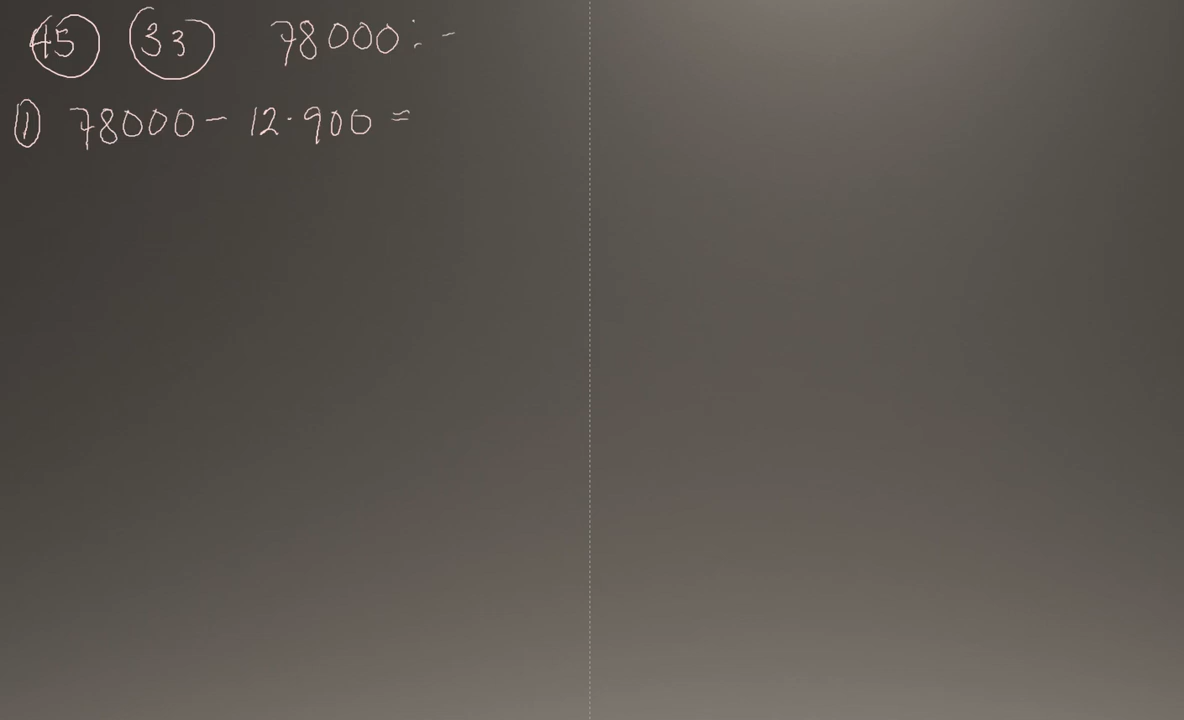 45 33 78000:-
① 78000 - 12·900 =